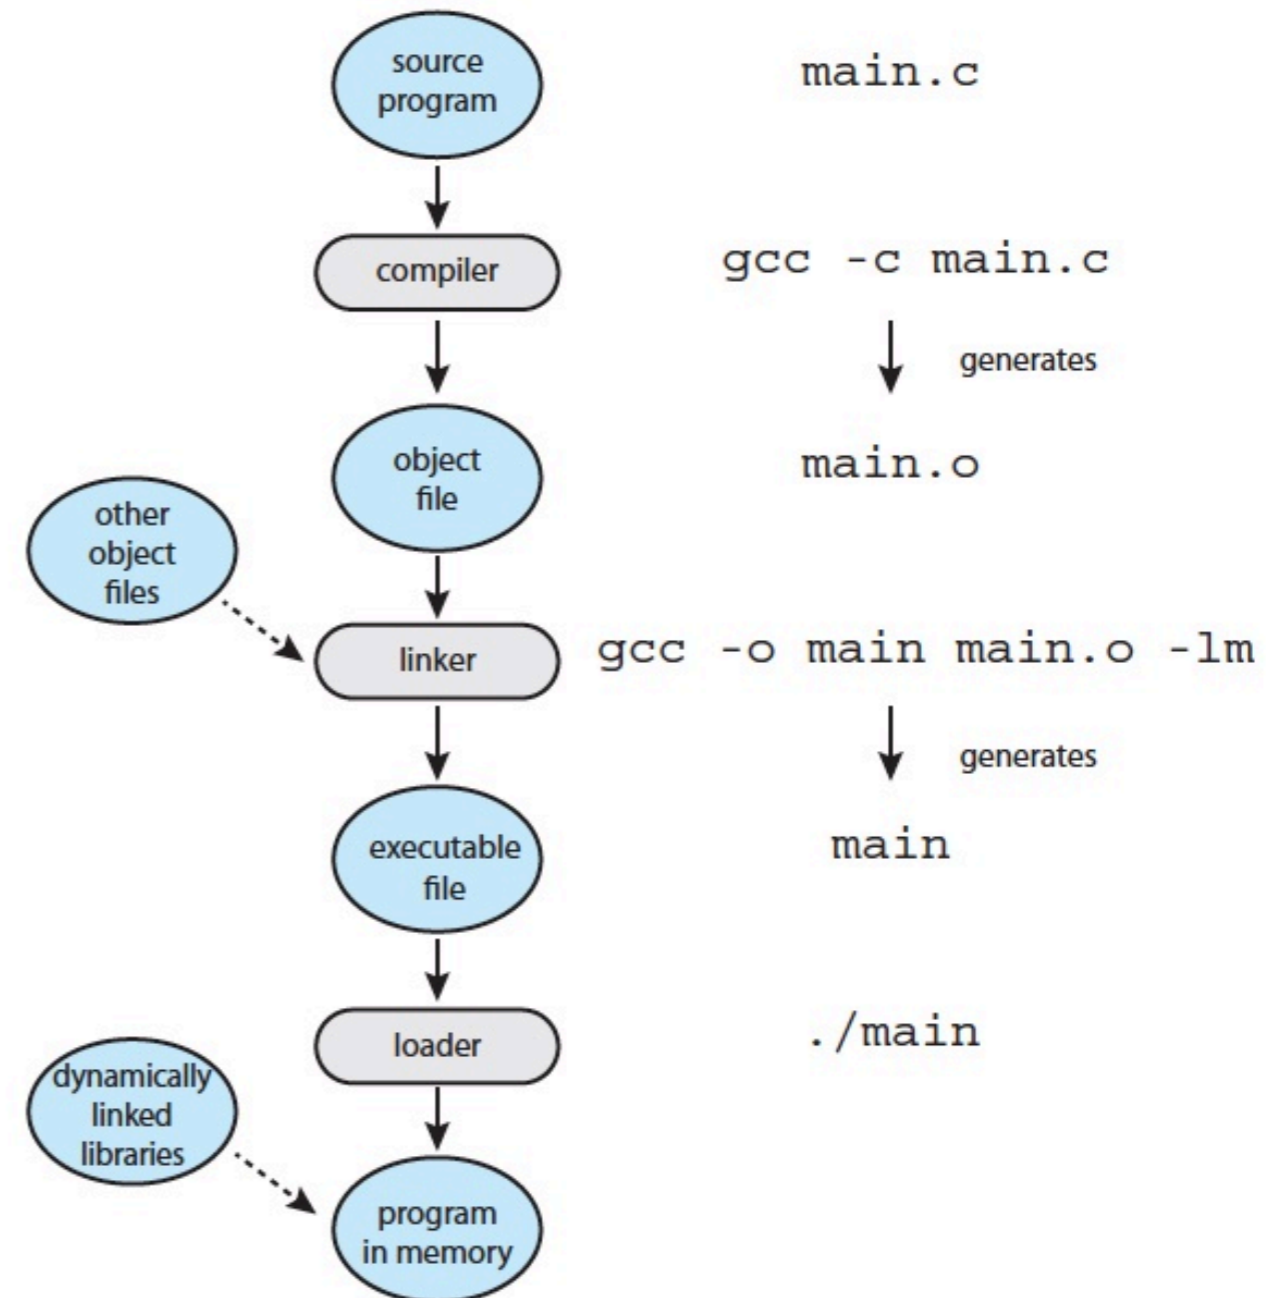 source
program
main.c
compiler
gcc -c main.c
generates
object
file
main.o
other
object
files
linker
gcc -o main main.o -lm
generates
executable
file
main
loader
./main
dynamically
linked
libraries
program
in memory